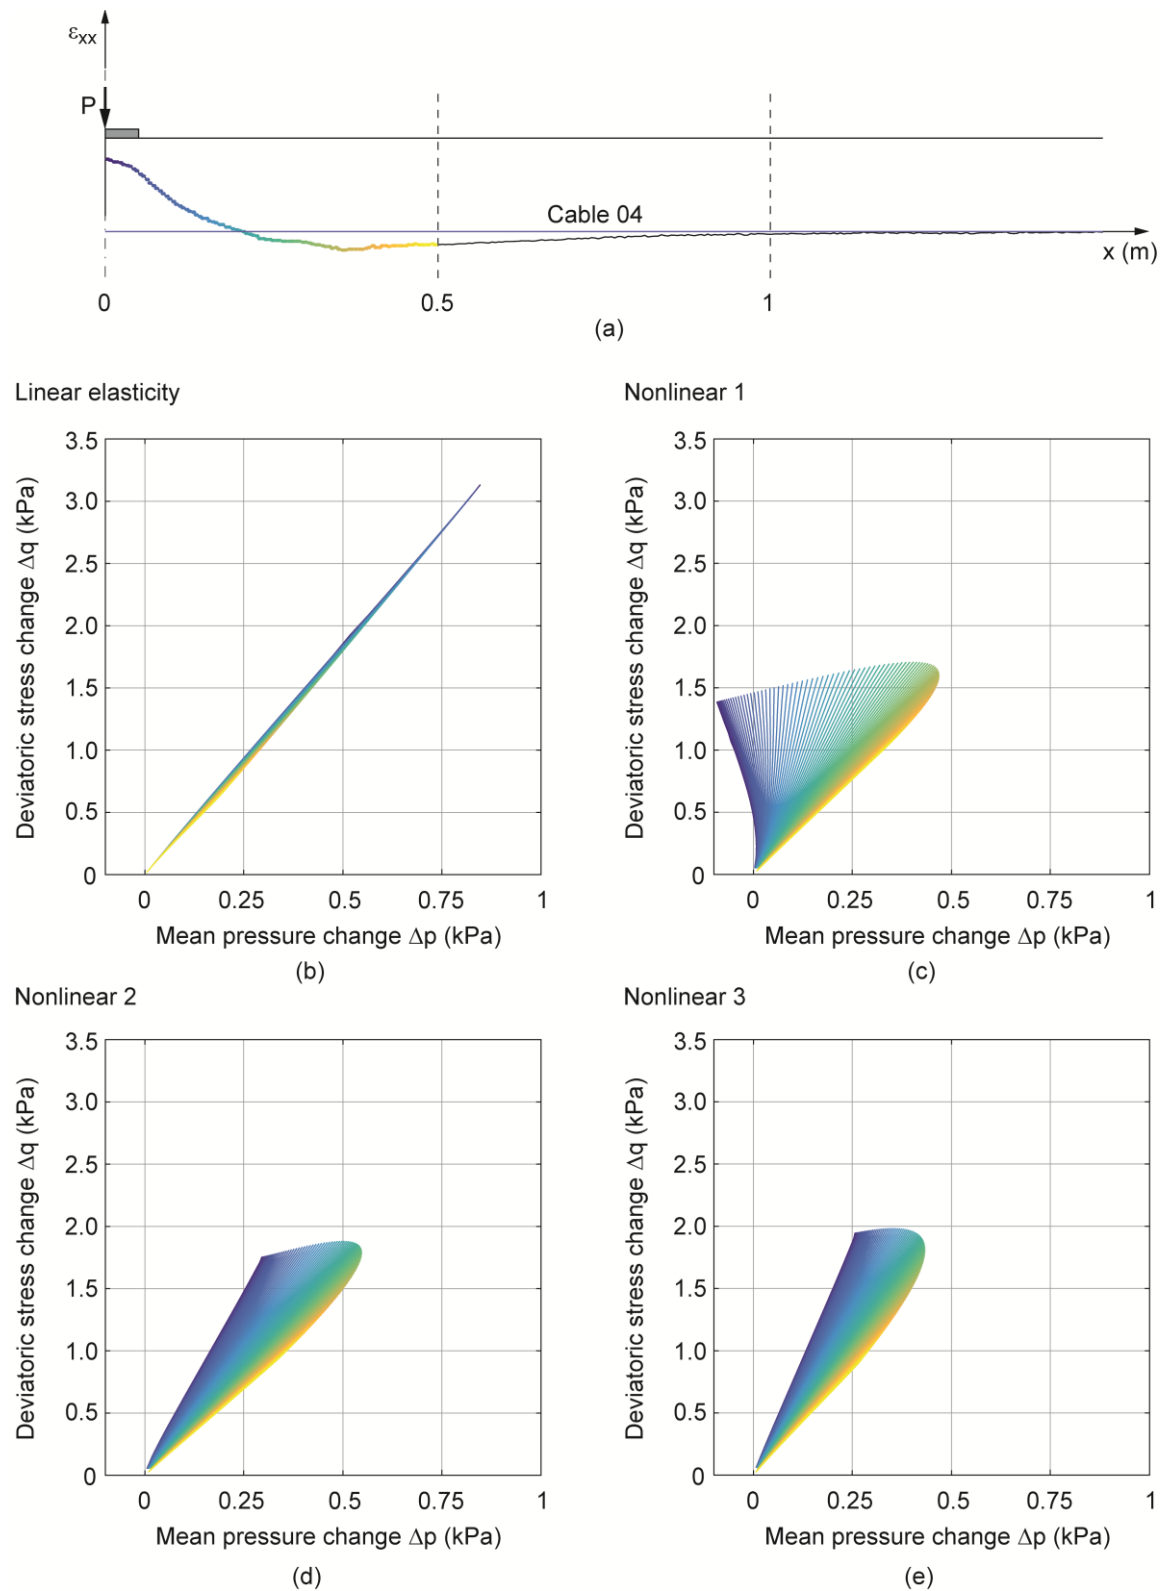 εxx
P
Cable 04
x (m)
0 0.5 1
(a)
Linear elasticity
3.5
3.0
2.5
2.0
1.5
1.0
0.5
0
Deviatoric stress change Δq (kPa)
0 0.25 0.5 0.75 1
Mean pressure change Δp (kPa)
(b)
Nonlinear 1
3.5
3.0
2.5
2.0
1.5
1.0
0.5
0
Deviatoric stress change Δq (kPa)
0 0.25 0.5 0.75 1
Mean pressure change Δp (kPa)
(c)
Nonlinear 2
3.5
3.0
2.5
2.0
1.5
1.0
0.5
0
Deviatoric stress change Δq (kPa)
0 0.25 0.5 0.75 1
Mean pressure change Δp (kPa)
(d)
Nonlinear 3
3.5
3.0
2.5
2.0
1.5
1.0
0.5
0
Deviatoric stress change Δq (kPa)
0 0.25 0.5 0.75 1
Mean pressure change Δp (kPa)
(e)